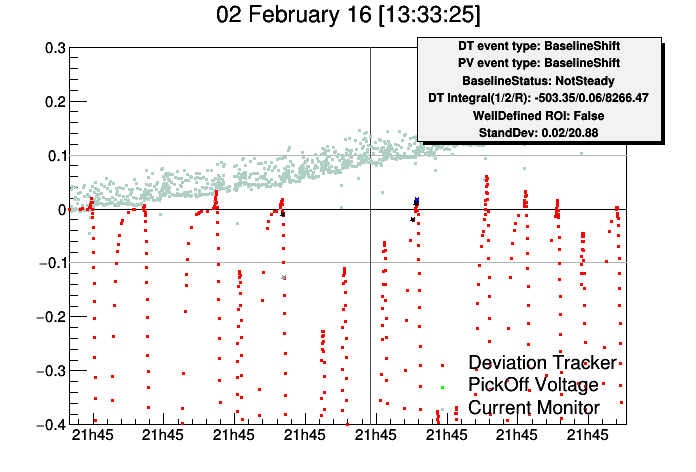 02 February 16 [13:33:25]
DT event type: BaselineShift
PV event type: BaselineShift
BaselineStatus: NotSteady
DT Integral(1/2/R): -503.35/0.06/8266.47
WellDefined ROI: False
StandDev: 0.02/20.88
0.3
0.2
0.1
0
−0.1
−0.2
−0.3
−0.4
Deviation Tracker
PickOff Voltage
Current Monitor
21h45 21h45 21h45 21h45 21h45 21h45 21h45 21h45